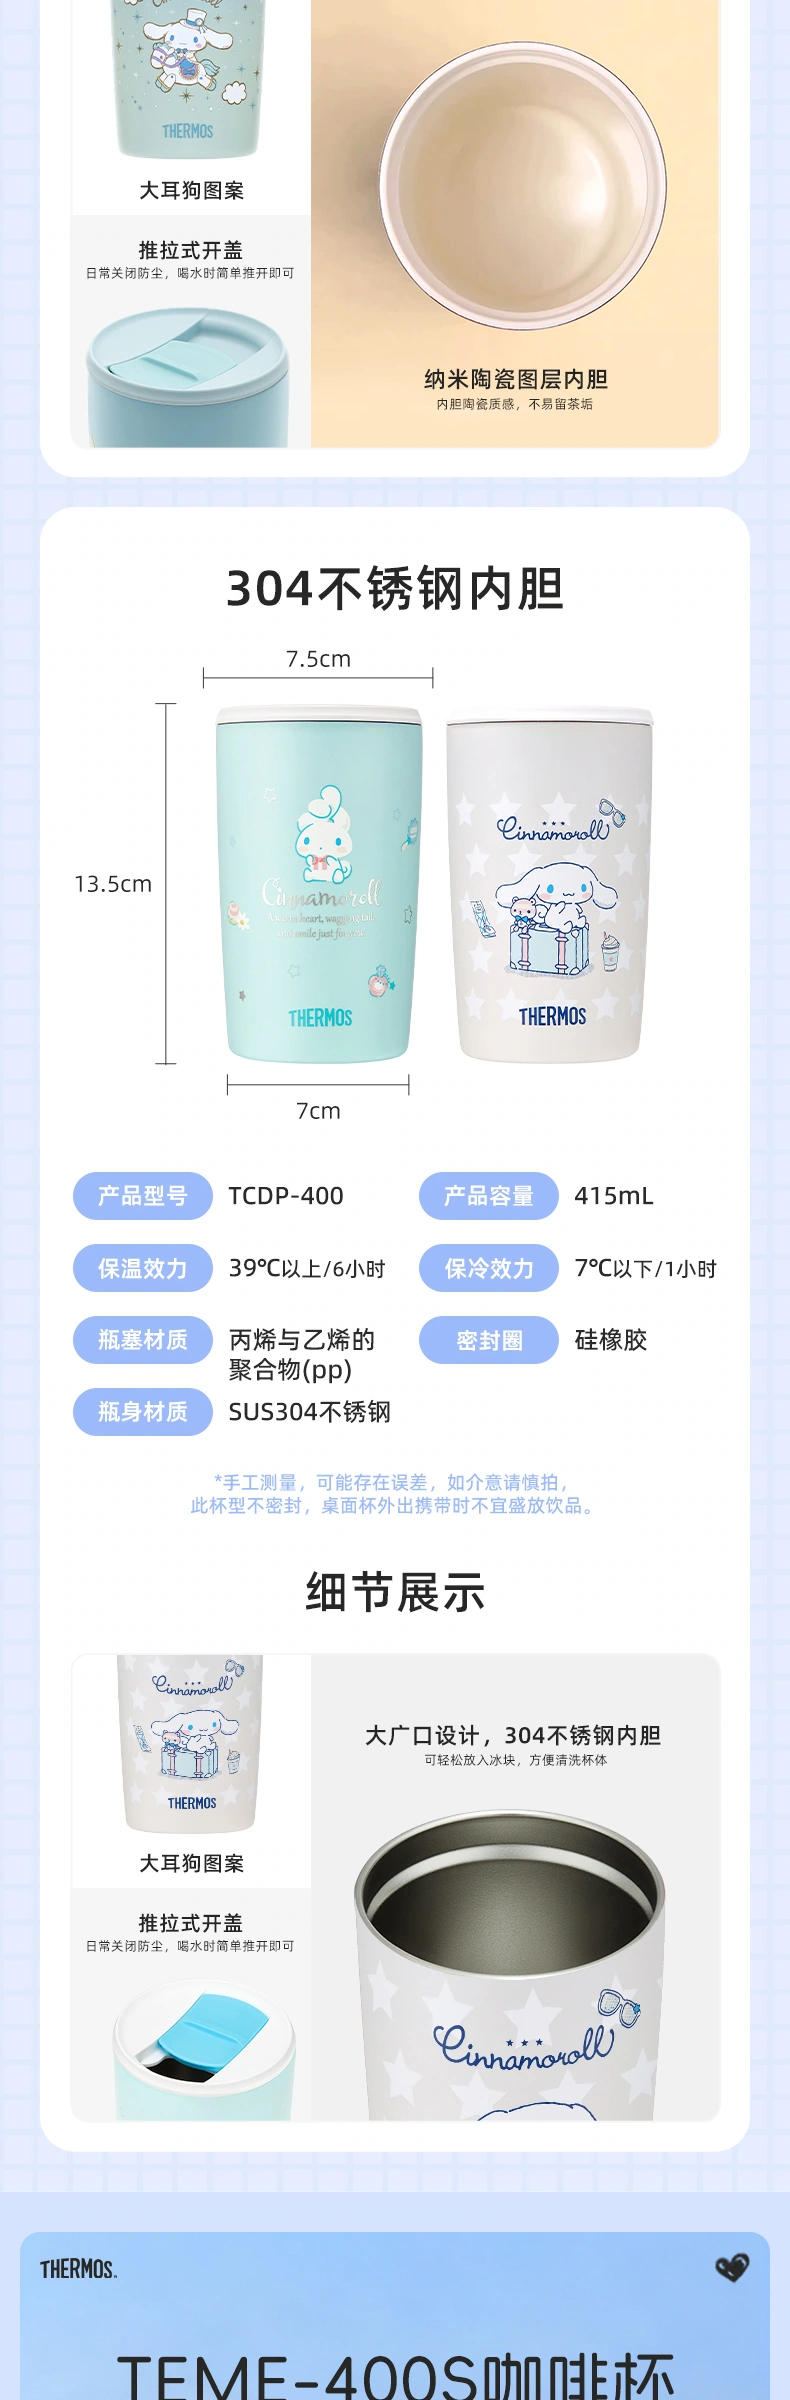 THERMOS
大耳狗图案
推拉式开盖
日常关闭防尘，喝水时简单推开即可
纳米陶瓷图层内胆
内胆陶瓷质感，不易留茶垢
304不锈钢内胆
7.5cm
13.5cm
Cinnamoroll
THERMOS
Cinnamoroll
THERMOS
7cm
产品型号 TCDP-400 产品容量 415mL
保温效力 39℃以上/6小时 保冷效力 7℃以下/1小时
瓶塞材质 丙烯与乙烯的 密封圈 硅橡胶
聚合物(pp)
瓶身材质 SUS304不锈钢
*手工测量，可能存在误差，如介意请慎拍，
此杯型不密封，桌面杯外出携带时不宜盛放饮品。
细节展示
Cinnamoroll
THERMOS
大耳狗图案
推拉式开盖
日常关闭防尘，喝水时简单推开即可
大广口设计，304不锈钢内胆
可轻松放入冰块，方便清洗杯体
Cinnamoroll
THERMOS.
TEME-400S咖啡杯